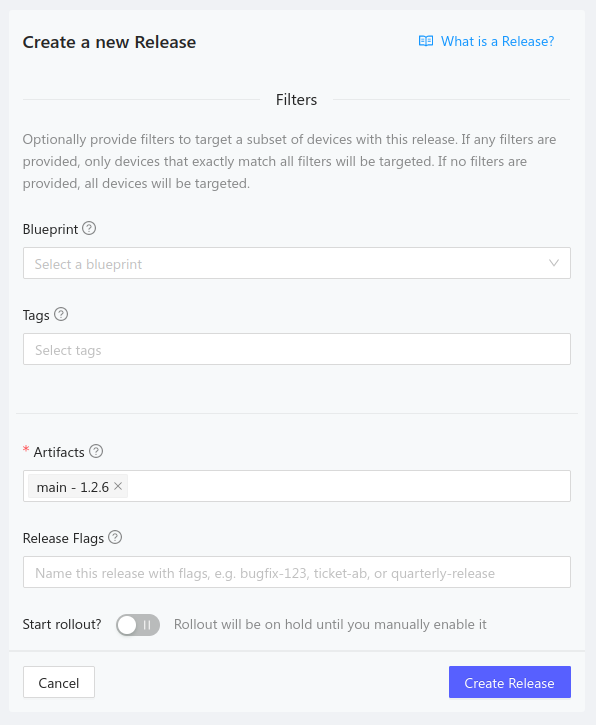 Create a new Release
What is a Release?
Filters
Optionally provide filters to target a subset of devices with this release. If any filters are
provided, only devices that exactly match all filters will be targeted. If no filters are
provided, all devices will be targeted.
Blueprint
Select a blueprint
Tags
Select tags
* Artifacts
main - 1.2.6
Release Flags
Name this release with flags, e.g. bugfix-123, ticket-ab, or quarterly-release
Start rollout? Rollout will be on hold until you manually enable it
Cancel
Create Release